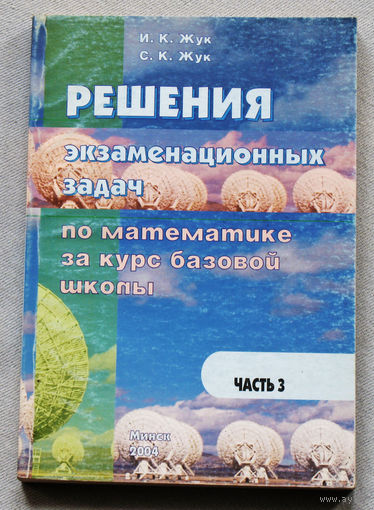 И. К. Жук
С. К. Жук
РЕШЕНИЯ
экзаменационных
задач
по математике
за курс базовой
школы
ЧАСТЬ 3
Минск
2004